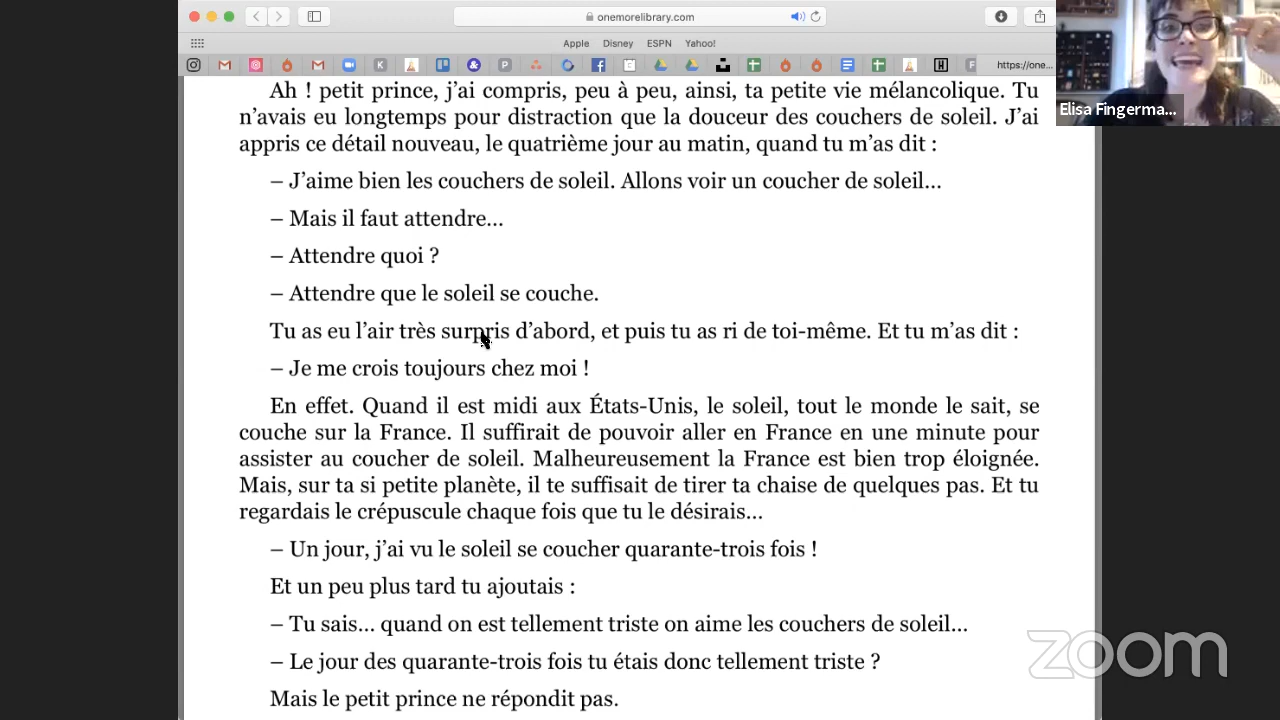 onemorelibrary.com
Apple Disney ESPN Yahoo!
K P H F https://one...
Elisa Fingerma...
Ah ! petit prince, j’ai compris, peu à peu, ainsi, ta petite vie mélancolique. Tu
n’avais eu longtemps pour distraction que la douceur des couchers de soleil. J’ai
appris ce détail nouveau, le quatrième jour au matin, quand tu m’as dit :
– J’aime bien les couchers de soleil. Allons voir un coucher de soleil...
– Mais il faut attendre...
– Attendre quoi ?
– Attendre que le soleil se couche.
Tu as eu l’air très surpris d’abord, et puis tu as ri de toi-même. Et tu m’as dit :
– Je me crois toujours chez moi !
En effet. Quand il est midi aux États-Unis, le soleil, tout le monde le sait, se
couche sur la France. Il suffirait de pouvoir aller en France en une minute pour
assister au coucher de soleil. Malheureusement la France est bien trop éloignée.
Mais, sur ta si petite planète, il te suffisait de tirer ta chaise de quelques pas. Et tu
regardais le crépuscule chaque fois que tu le désirais...
– Un jour, j’ai vu le soleil se coucher quarante-trois fois !
Et un peu plus tard tu ajoutais :
– Tu sais... quand on est tellement triste on aime les couchers de soleil...
– Le jour des quarante-trois fois tu étais donc tellement triste ?
Mais le petit prince ne répondit pas.
zoom